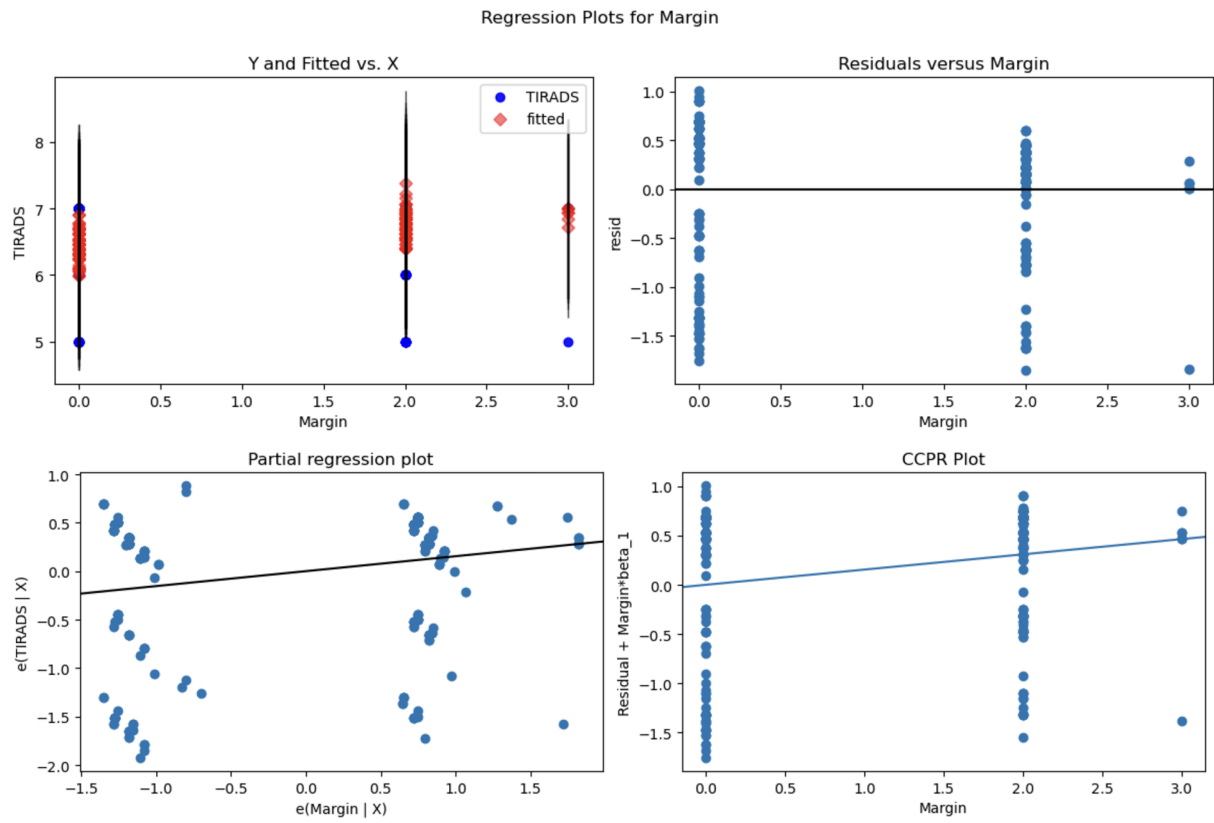 Regression Plots for Margin
Y and Fitted vs. X
TIRADS
fitted
TIRADS
8
7
6
5
0.0 0.5 1.0 1.5 2.0 2.5 3.0
Margin
Residuals versus Margin
resid
1.0
0.5
0.0
−0.5
−1.0
−1.5
0.0 0.5 1.0 1.5 2.0 2.5 3.0
Margin
Partial regression plot
e(TIRADS | X)
1.0
0.5
0.0
−0.5
−1.0
−1.5
−2.0
−1.5 −1.0 −0.5 0.0 0.5 1.0 1.5
e(Margin | X)
CCPR Plot
Residual + Margin*beta_1
1.0
0.5
0.0
−0.5
−1.0
−1.5
0.0 0.5 1.0 1.5 2.0 2.5 3.0
Margin